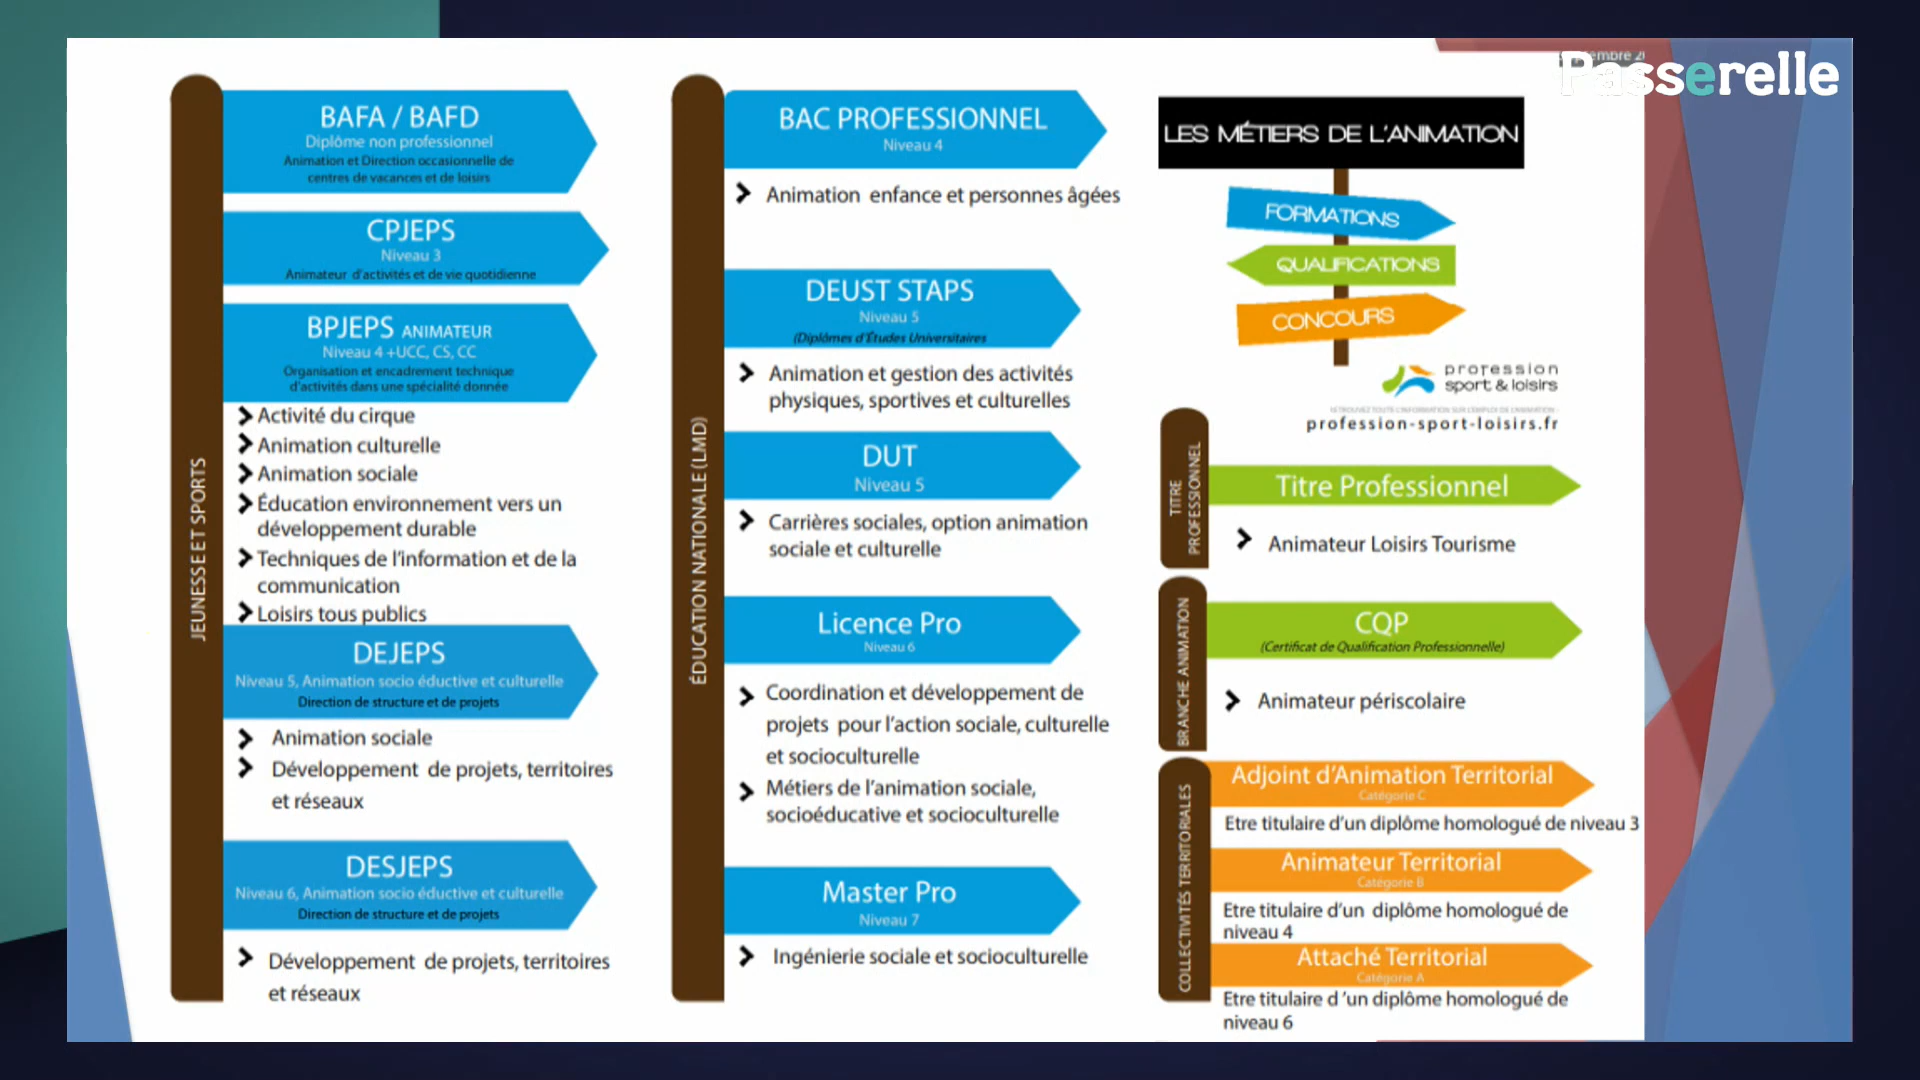 JEUNESSE ET SPORTS
BAFA / BAFD
Diplôme non professionnel
Animation et Direction occasionnelle de
centres de vacances et de loisirs
CPJEPS
Niveau 3
Animateur d'activités et de vie quotidienne
BPJEPS ANIMATEUR
Niveau 4 +UCC, CS, CC
Organisation et encadrement technique
d'activités dans une spécialité donnée
Activité du cirque
Animation culturelle
Animation sociale
Éducation environnement vers un
développement durable
Techniques de l'information et de la
communication
Loisirs tous publics
DEJEPS
Niveau 5, Animation socio éductive et culturelle
Direction de structure et de projets
Animation sociale
Développement de projets, territoires
et réseaux
DESJEPS
Niveau 6, Animation socio éductive et culturelle
Direction de structure et de projets
Développement de projets, territoires
et réseaux
ÉDUCATION NATIONALE (LMD)
BAC PROFESSIONNEL
Niveau 4
Animation enfance et personnes âgées
DEUST STAPS
Niveau 5
(Diplômes d'Études Universitaires
Animation et gestion des activités
physiques, sportives et culturelles
DUT
Niveau 5
Carrières sociales, option animation
sociale et culturelle
Licence Pro
Niveau 6
Coordination et développement de
projets pour l'action sociale, culturelle
et socioculturelle
Métiers de l'animation sociale,
socioéducative et socioculturelle
Master Pro
Niveau 7
Ingénierie sociale et socioculturelle
Passerelle
LES MÉTIERS DE L'ANIMATION
FORMATIONS
QUALIFICATIONS
CONCOURS
profession
sport & loisirs
RETROUVEZ TOUTE L'INFORMATION SUR L'EMPLOI DE L'ANIMATION
profession-sport-loisirs.fr
TITRE
PROFESSIONNEL
Titre Professionnel
Animateur Loisirs Tourisme
BRANCHE ANIMATION
CQP
(Certificat de Qualification Professionnelle)
Animateur périscolaire
COLLECTIVITÉS TERRITORIALES
Adjoint d'Animation Territorial
Catégorie C
Etre titulaire d'un diplôme homologué de niveau 3
Animateur Territorial
Catégorie B
Etre titulaire d'un diplôme homologué de
niveau 4
Attaché Territorial
Catégorie A
Etre titulaire d 'un diplôme homologué de
niveau 6